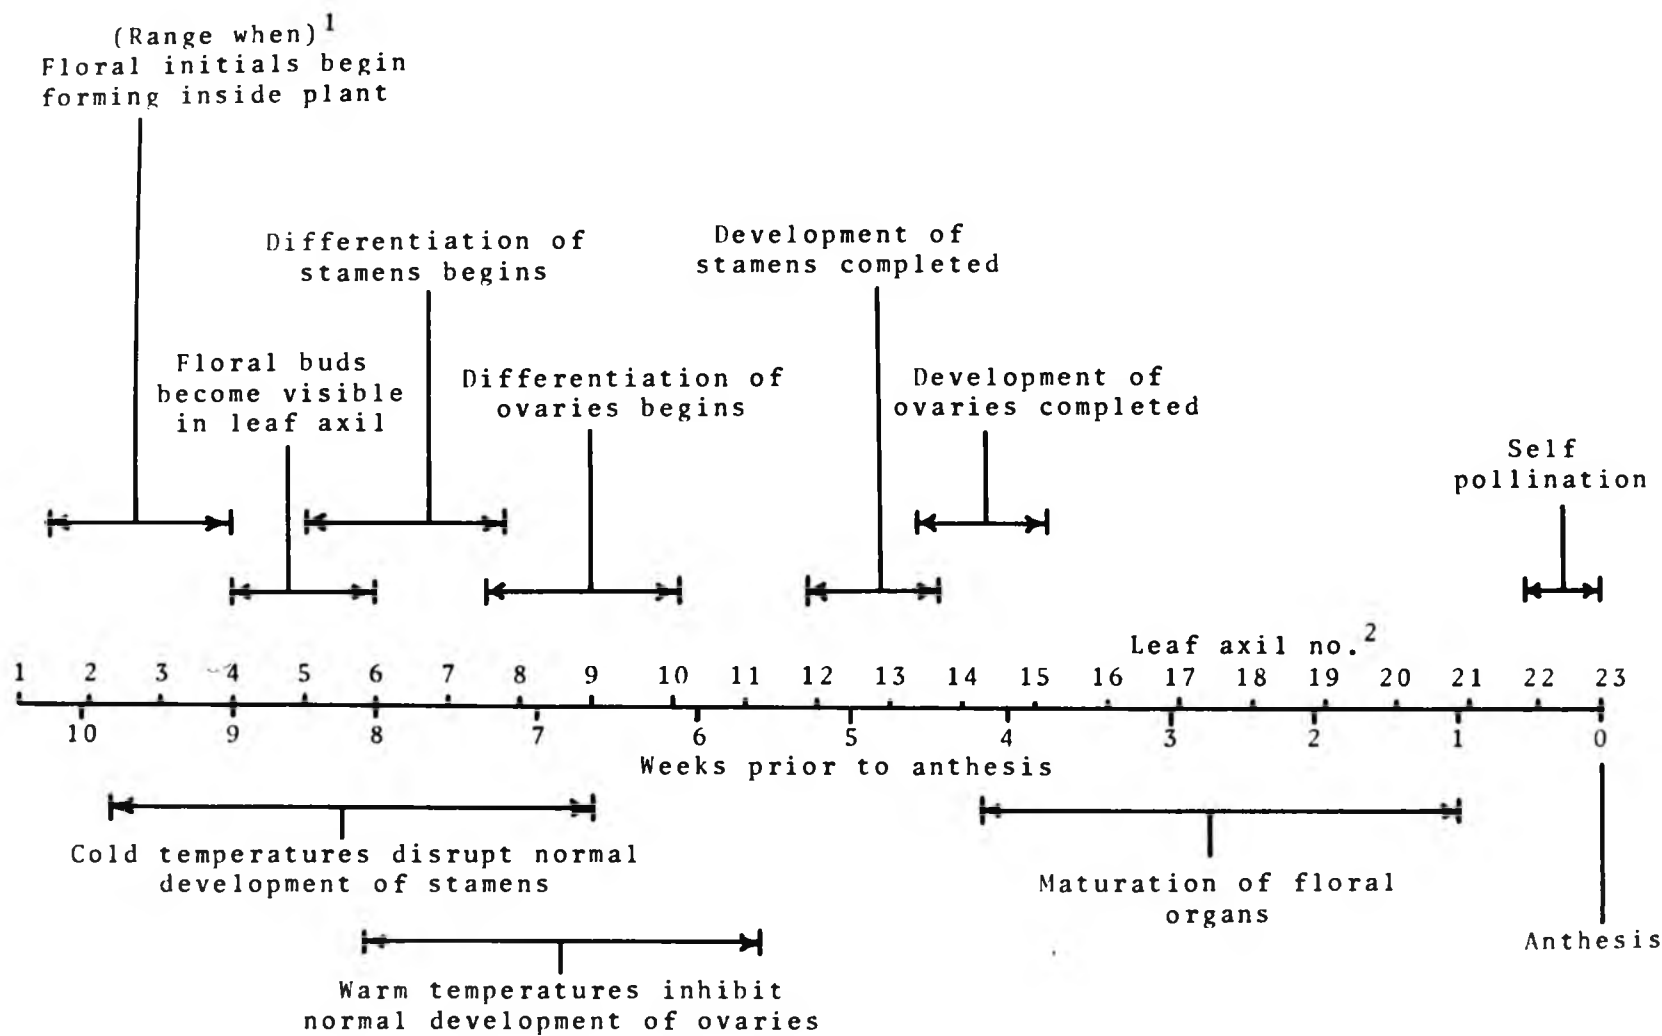 (Range when)1
Floral initials begin
forming inside plant
Differentiation of
stamens begins
Development of
stamens completed
Floral buds
become visible
in leaf axil
Differentiation of
ovaries begins
Development of
ovaries completed
Self
pollination
Leaf axil no.2
1 2 3 4 5 6 7 8 9 10 11 12 13 14 15 16 17 18 19 20 21 22 23
10 9 8 7 6 5 4 3 2 1 0
Weeks prior to anthesis
Cold temperatures disrupt normal
development of stamens
Maturation of floral
organs
Anthesis
Warm temperatures inhibit
normal development of ovaries